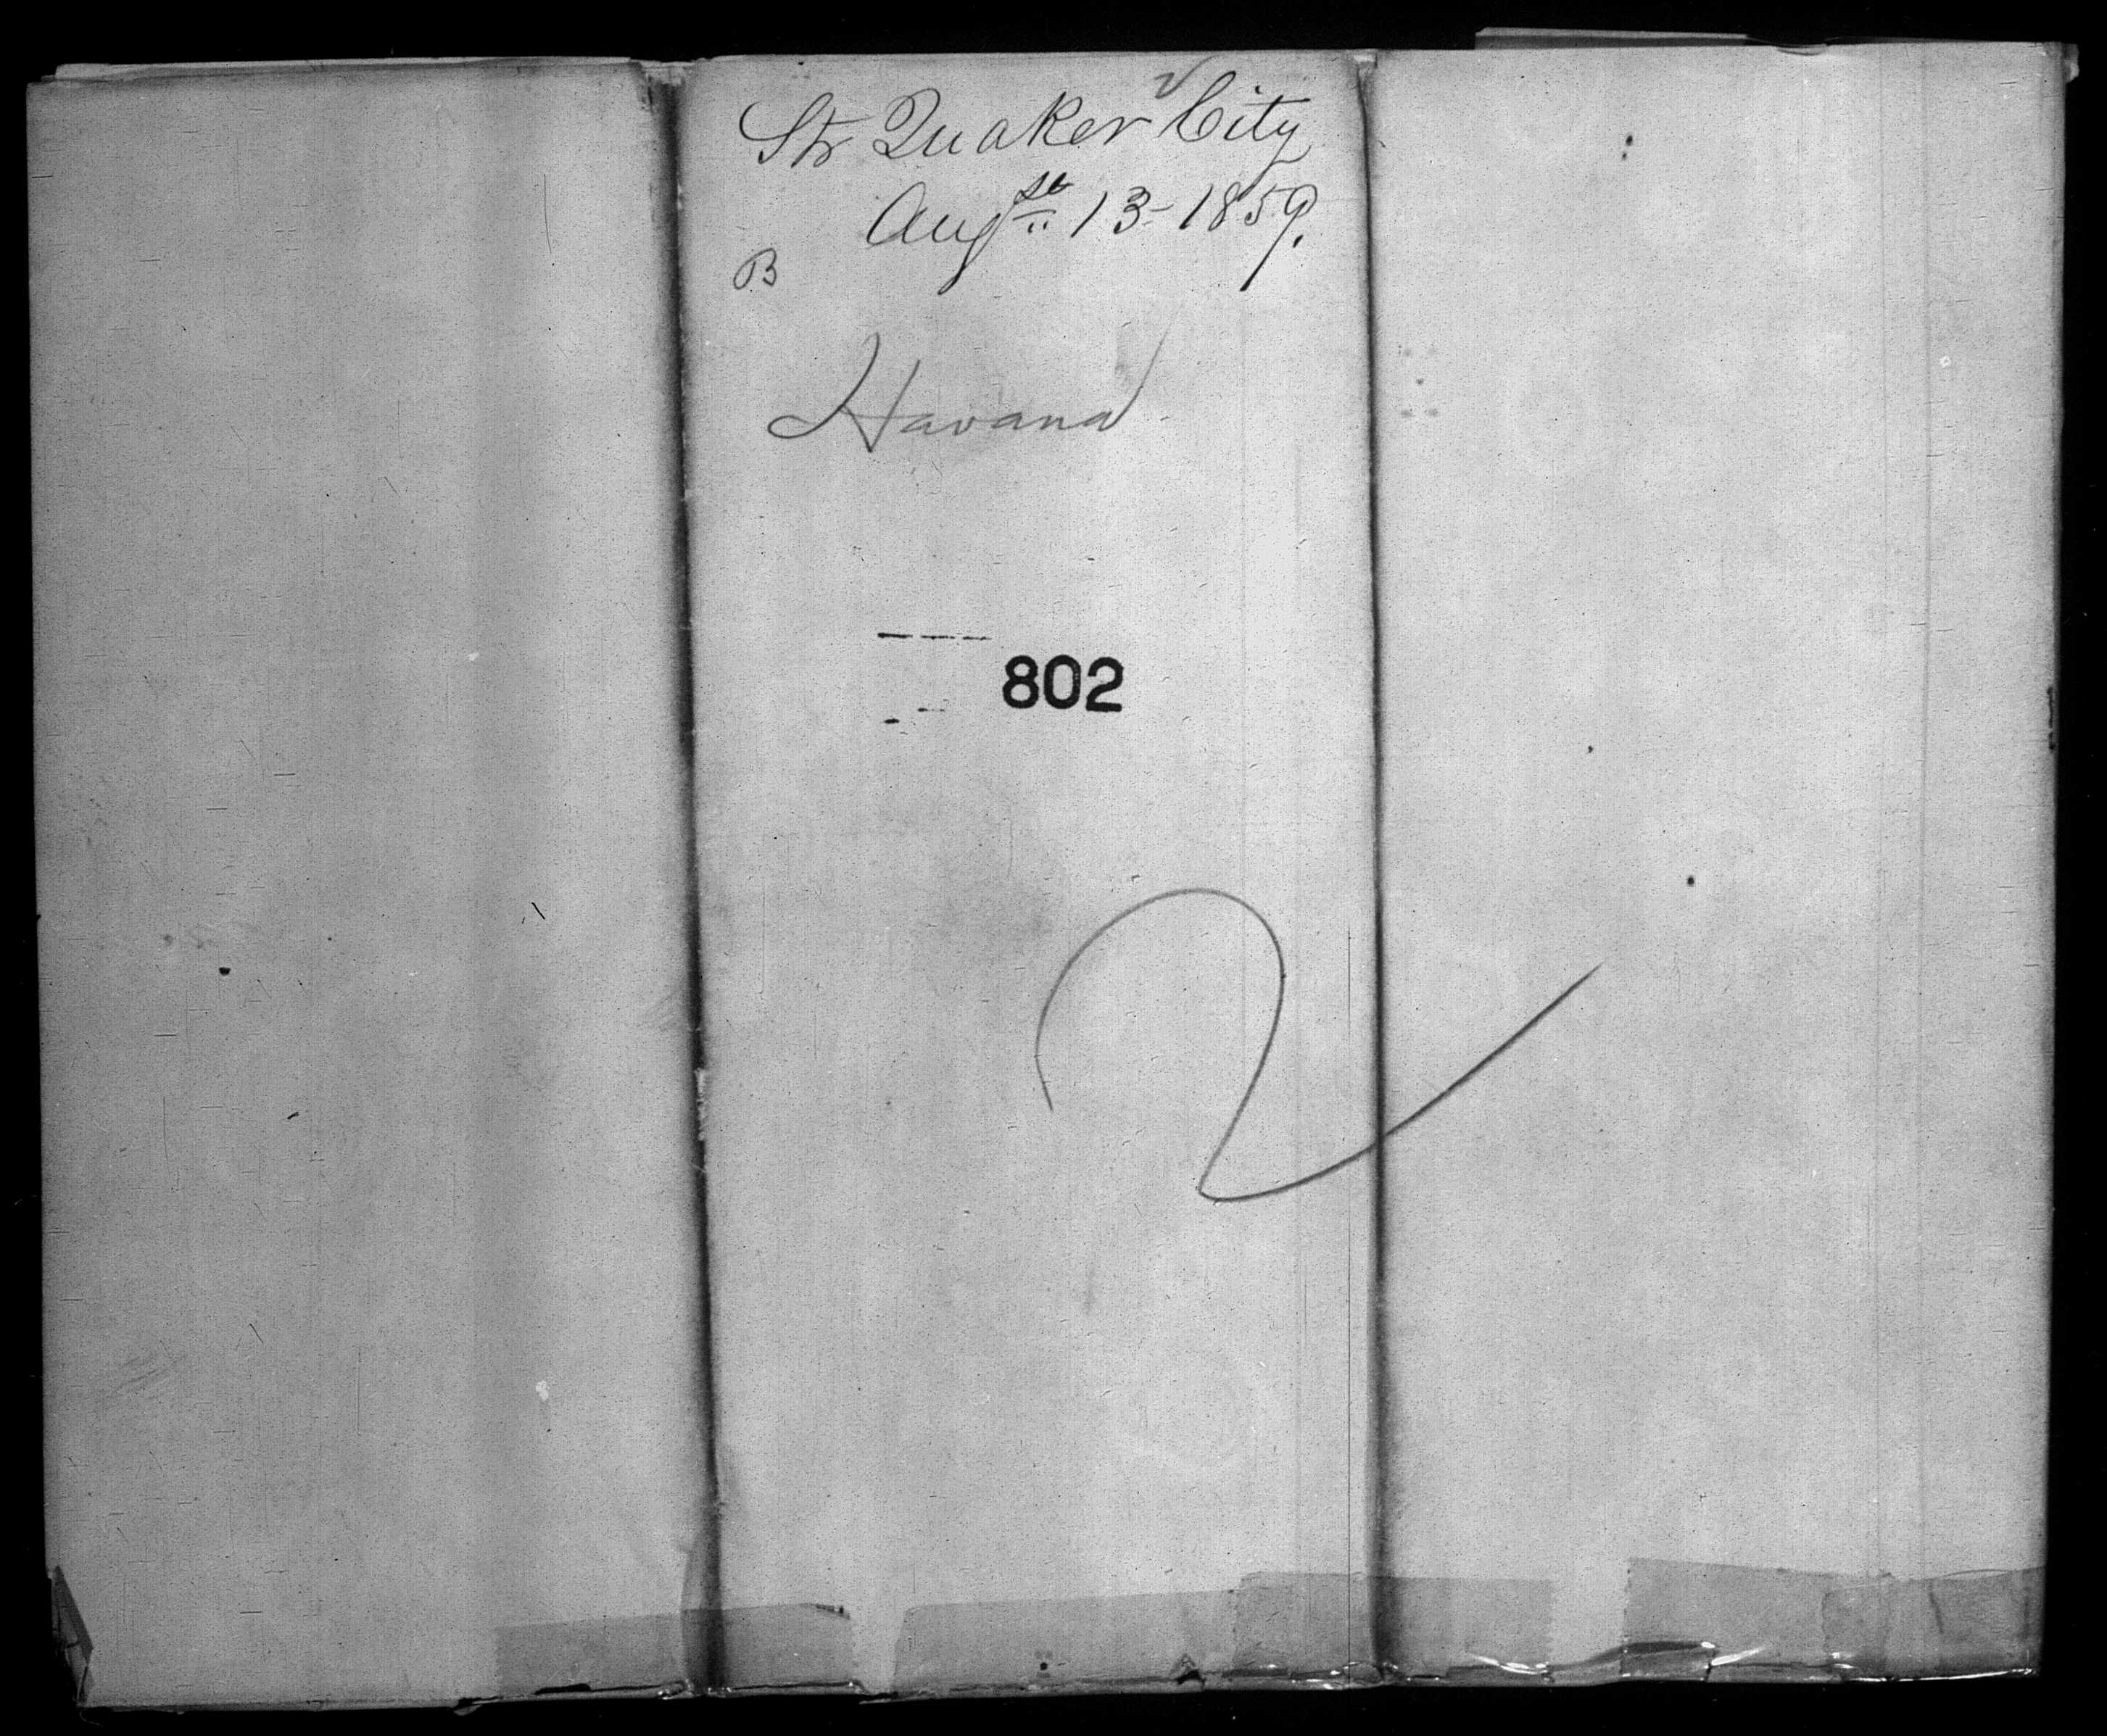 Str Quaker City
Augst 13 - 1859.
B
Havana
802
2